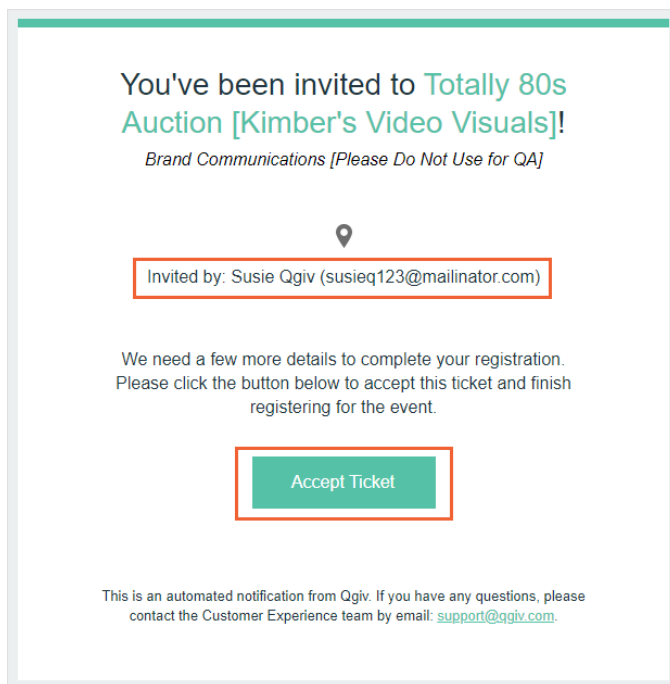 You've been invited to Totally 80s
Auction [Kimber's Video Visuals]!
Brand Communications [Please Do Not Use for QA]
Invited by: Susie Qgiv (susieq123@mailinator.com)
We need a few more details to complete your registration.
Please click the button below to accept this ticket and finish
registering for the event.
Accept Ticket
This is an automated notification from Qgiv. If you have any questions, please
contact the Customer Experience team by email: support@qgiv.com.